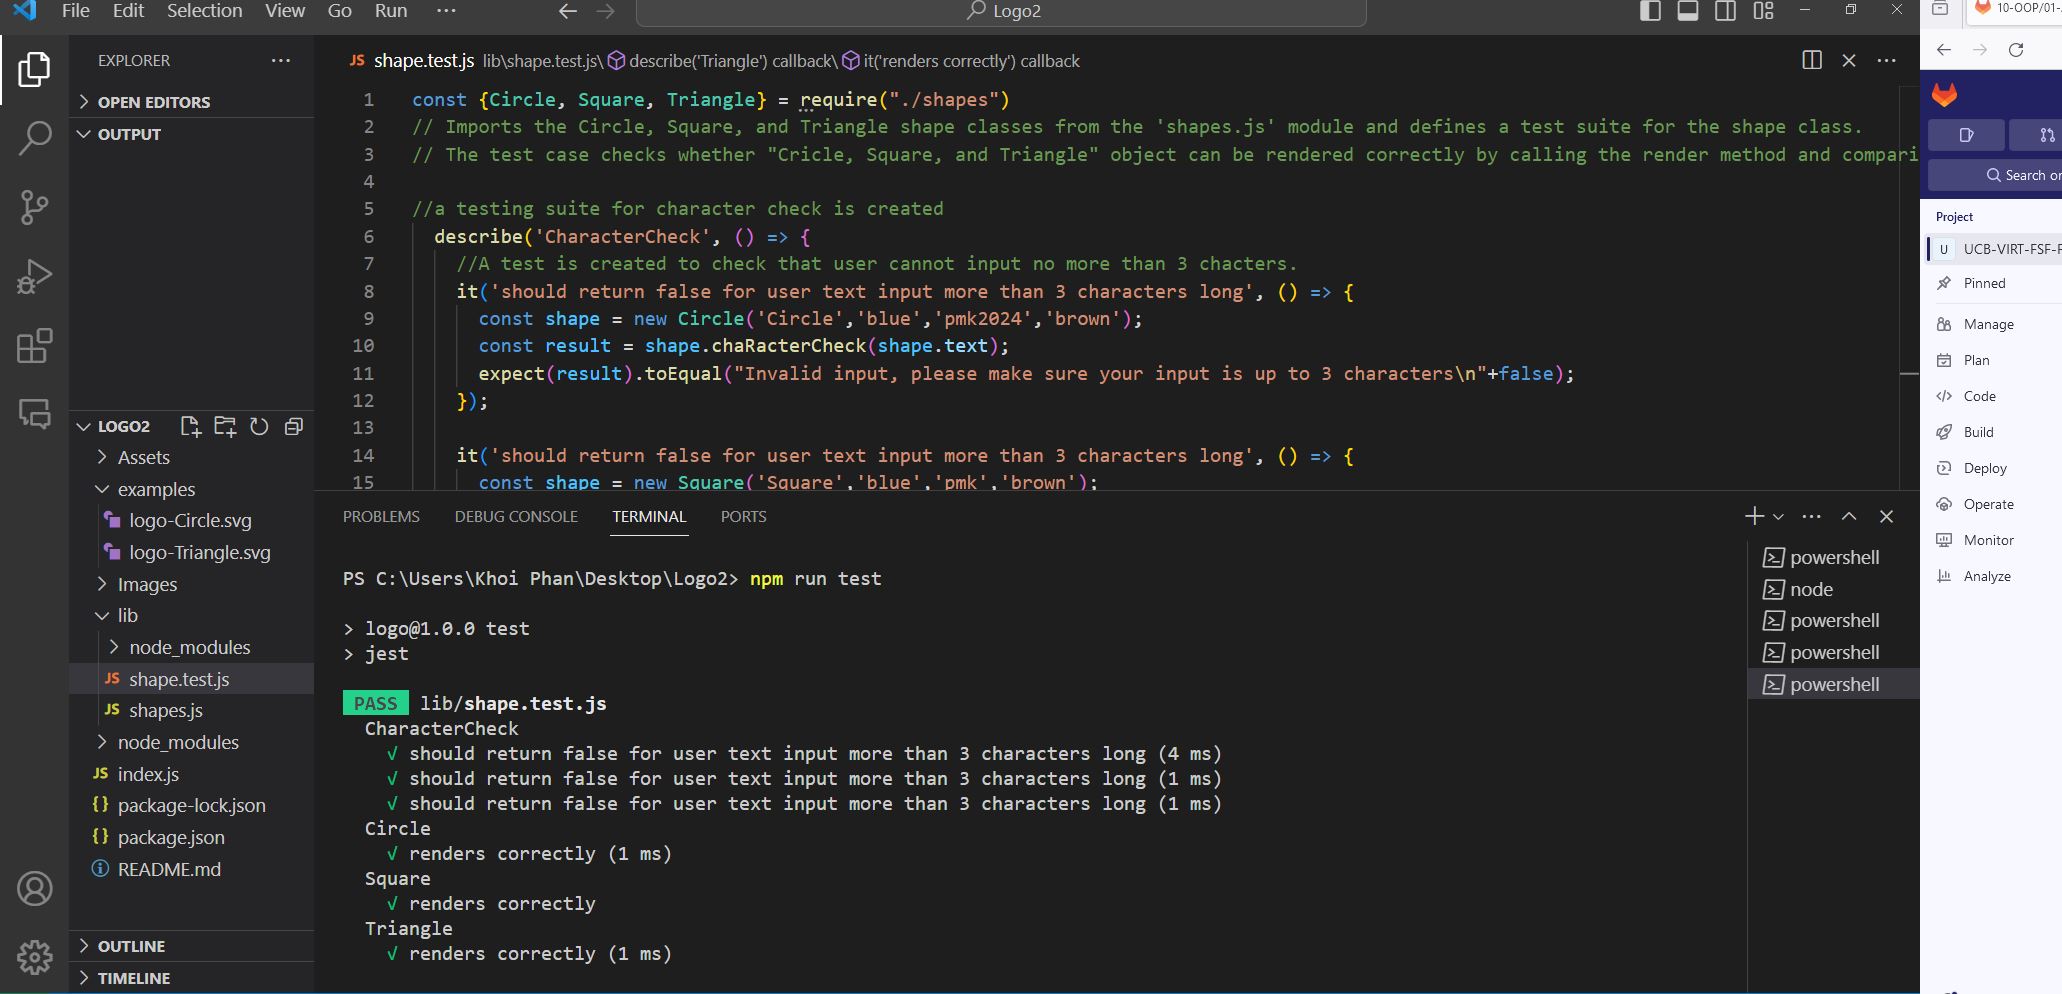 File Edit Selection View Go Run ··· Logo2
EXPLORER ···
OPEN EDITORS
OUTPUT
LOGO2
Assets
examples
logo-Circle.svg
logo-Triangle.svg
Images
lib
node_modules
JS shape.test.js
JS shapes.js
node_modules
JS index.js
{} package-lock.json
{} package.json
README.md
OUTLINE
TIMELINE
JS shape.test.js lib\shape.test.js\ describe('Triangle') callback\ it('renders correctly') callback
1 const {Circle, Square, Triangle} = require("./shapes")
2 // Imports the Circle, Square, and Triangle shape classes from the 'shapes.js' module and defines a test suite for the shape class.
3 // The test case checks whether "Cricle, Square, and Triangle" object can be rendered correctly by calling the render method and compari
4
5 //a testing suite for character check is created
6 describe('CharacterCheck', () => {
7 //A test is created to check that user cannot input no more than 3 chacters.
8 it('should return false for user text input more than 3 characters long', () => {
9 const shape = new Circle('Circle','blue','pmk2024','brown');
10 const result = shape.chaRacterCheck(shape.text);
11 expect(result).toEqual("Invalid input, please make sure your input is up to 3 characters\n"+false);
12 });
13
14 it('should return false for user text input more than 3 characters long', () => {
15 const shape = new Square('Square','blue','pmk','brown');
PROBLEMS DEBUG CONSOLE TERMINAL PORTS
PS C:\Users\Khoi Phan\Desktop\Logo2> npm run test
> logo@1.0.0 test
> jest
PASS lib/shape.test.js
CharacterCheck
√ should return false for user text input more than 3 characters long (4 ms)
√ should return false for user text input more than 3 characters long (1 ms)
√ should return false for user text input more than 3 characters long (1 ms)
Circle
√ renders correctly (1 ms)
Square
√ renders correctly
Triangle
√ renders correctly (1 ms)
powershell
node
powershell
powershell
powershell
10-OOP/01-
Search or
Project
U UCB-VIRT-FSF-P
Pinned
Manage
Plan
Code
Build
Deploy
Operate
Monitor
Analyze